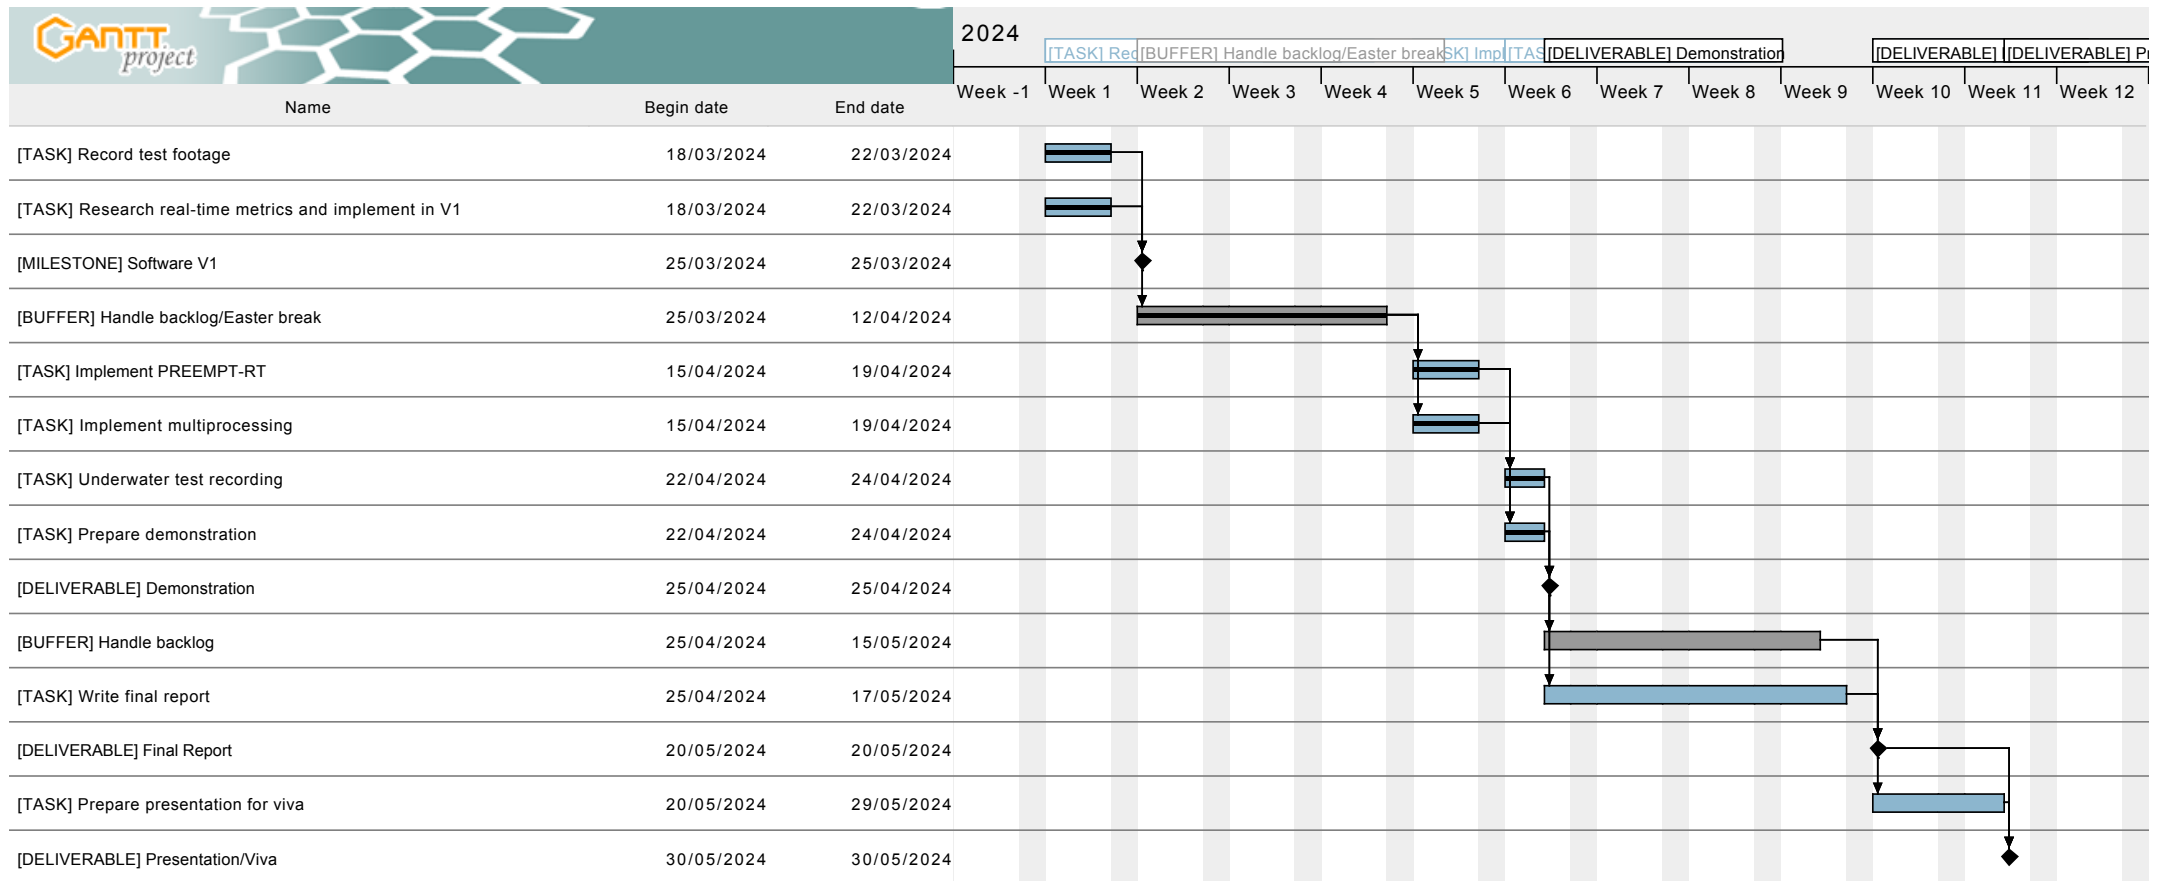 GANTT
project
2024
[TASK] Rec
[BUFFER] Handle backlog/Easter break
SK] Impl
[TAS
[DELIVERABLE] Demonstration
[DELIVERABLE]
[DELIVERABLE] P
Week -1 Week 1 Week 2 Week 3 Week 4 Week 5 Week 6 Week 7 Week 8 Week 9 Week 10 Week 11 Week 12
Name Begin date End date
[TASK] Record test footage 18/03/2024 22/03/2024
[TASK] Research real-time metrics and implement in V1 18/03/2024 22/03/2024
[MILESTONE] Software V1 25/03/2024 25/03/2024
[BUFFER] Handle backlog/Easter break 25/03/2024 12/04/2024
[TASK] Implement PREEMPT-RT 15/04/2024 19/04/2024
[TASK] Implement multiprocessing 15/04/2024 19/04/2024
[TASK] Underwater test recording 22/04/2024 24/04/2024
[TASK] Prepare demonstration 22/04/2024 24/04/2024
[DELIVERABLE] Demonstration 25/04/2024 25/04/2024
[BUFFER] Handle backlog 25/04/2024 15/05/2024
[TASK] Write final report 25/04/2024 17/05/2024
[DELIVERABLE] Final Report 20/05/2024 20/05/2024
[TASK] Prepare presentation for viva 20/05/2024 29/05/2024
[DELIVERABLE] Presentation/Viva 30/05/2024 30/05/2024